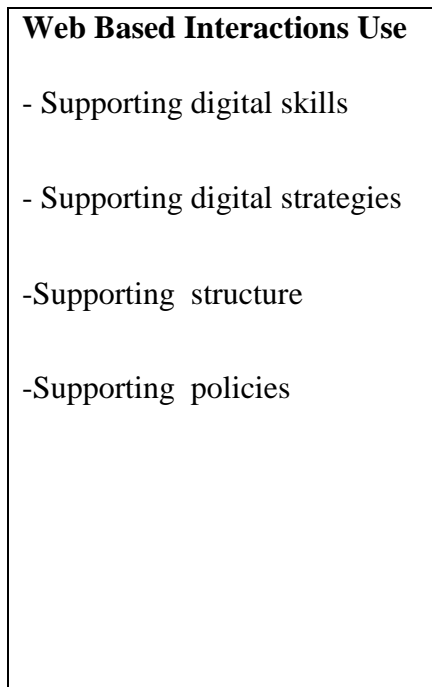 Web Based Interactions Use
- Supporting digital skills
- Supporting digital strategies
-Supporting  structure
-Supporting  policies